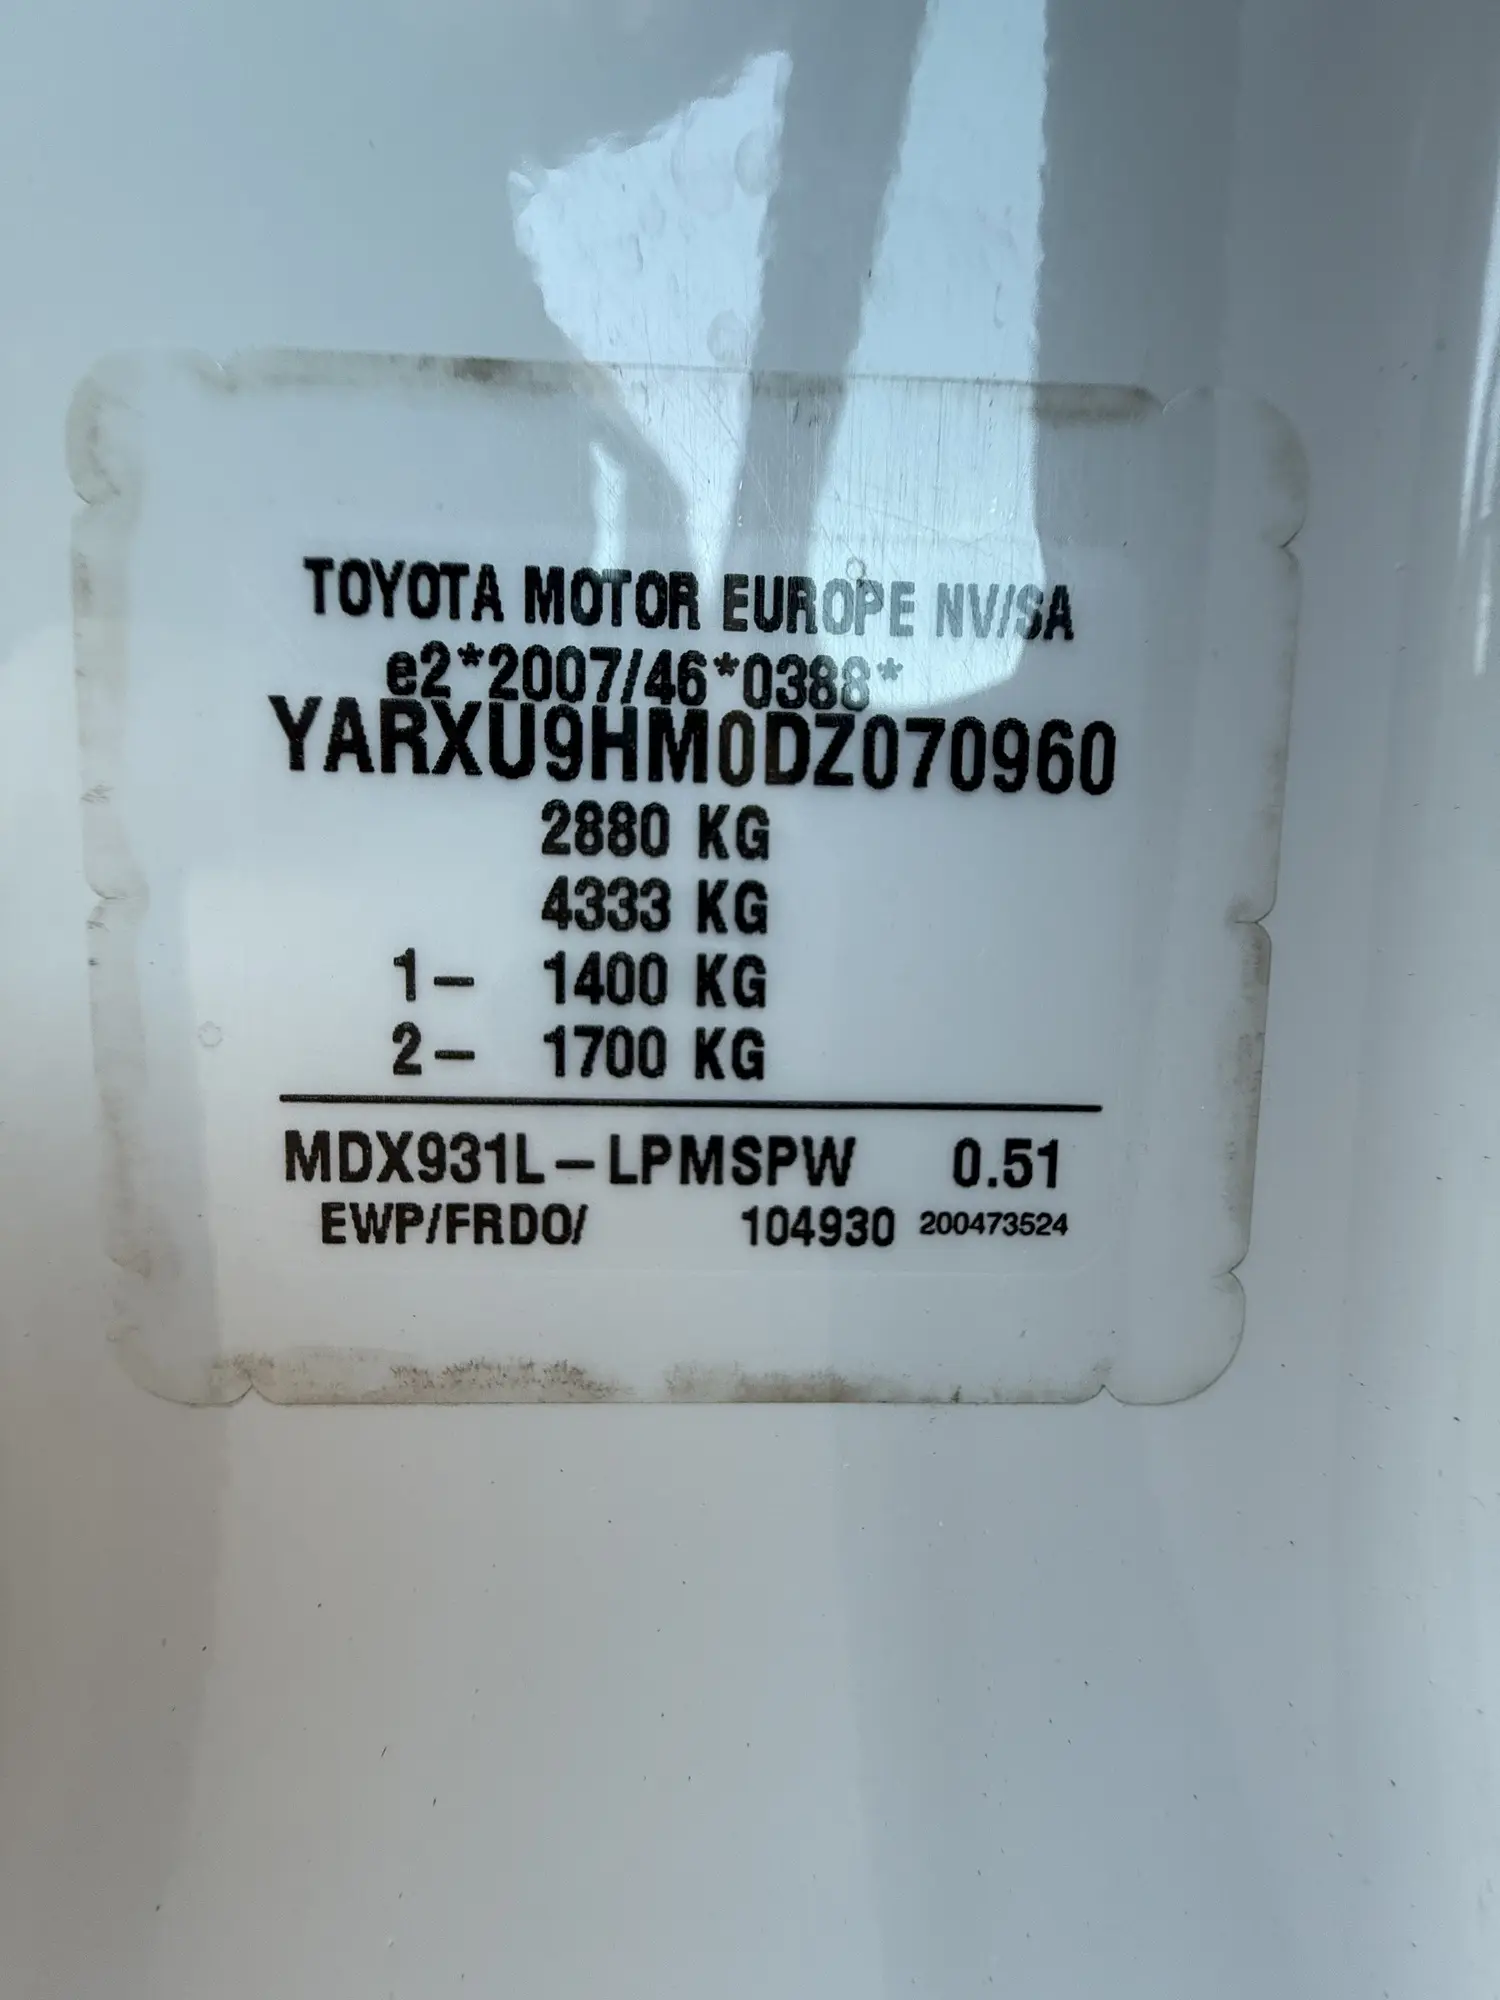 TOYOTA MOTOR EUROPE NV/SA
e2*2007/46*0388*
YARXU9HM0DZ070960
2880 KG
4333 KG
1- 1400 KG
2- 1700 KG
MDX931L-LPMSPW 0.51
EWP/FRDO/ 104930 200473524